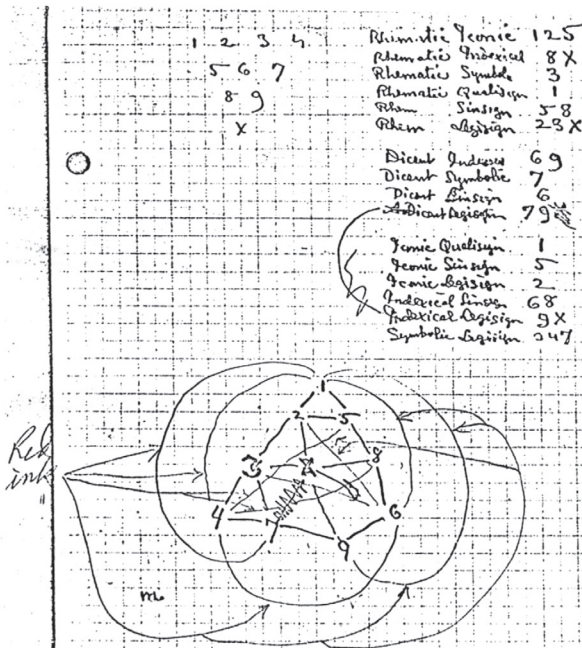 1 2 3 4
5 6 7
8 9
X
Rhematic Iconic 125
Rhematic Indexical 8X
Rhematic Symbols 3
Rhematic Qualisign 1
Rhem Sinsign 58
Rhem Legisign 23X
Dicent Indexes 69
Dicent Symbolic 7
Dicent Sinsign 6
Dicent Legisign 79
Iconic Qualisign 1
Iconic Sinsign 5
Iconic Legisign 2
Indexical Sinsign 68
Indexical Legisign 9X
Symbolic Legisign 347
1
2 5
3 X 8
4 7 6
9
Red
ink